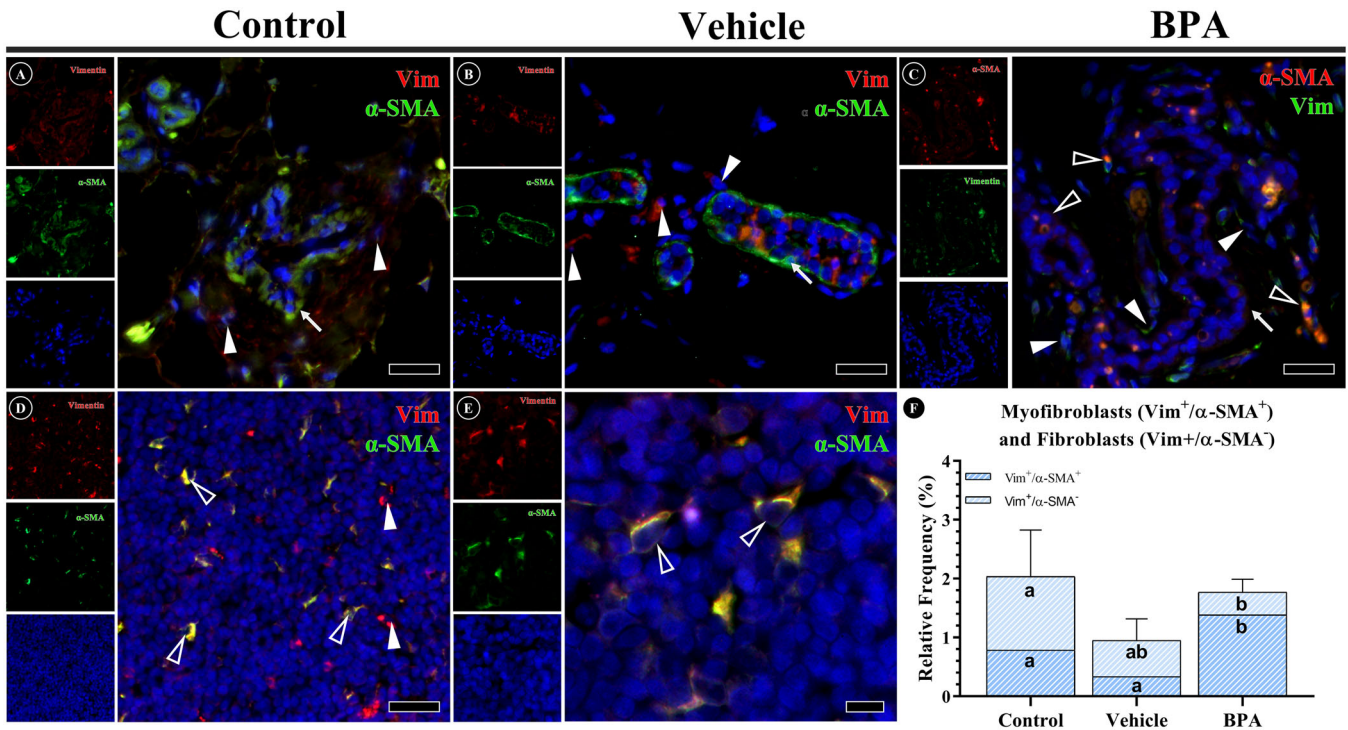 Control
Vehicle
BPA
A
Vimentin
α-SMA
Vim
α-SMA
B
Vimentin
α-SMA
Vim
α α-SMA
C
α-SMA
Vimentin
α-SMA
Vim
D
Vimentin
α-SMA
Vim
α-SMA
E
Vimentin
α-SMA
Vim
α-SMA
F
Myofibroblasts (Vim⁺/α-SMA⁺)
and Fibroblasts (Vim+/α-SMA⁻)
Relative Frequency (%)
4
3
2
1
0
Vim⁺/α-SMA⁺
Vim⁺/α-SMA⁻
a
a
ab
a
b
b
Control
Vehicle
BPA